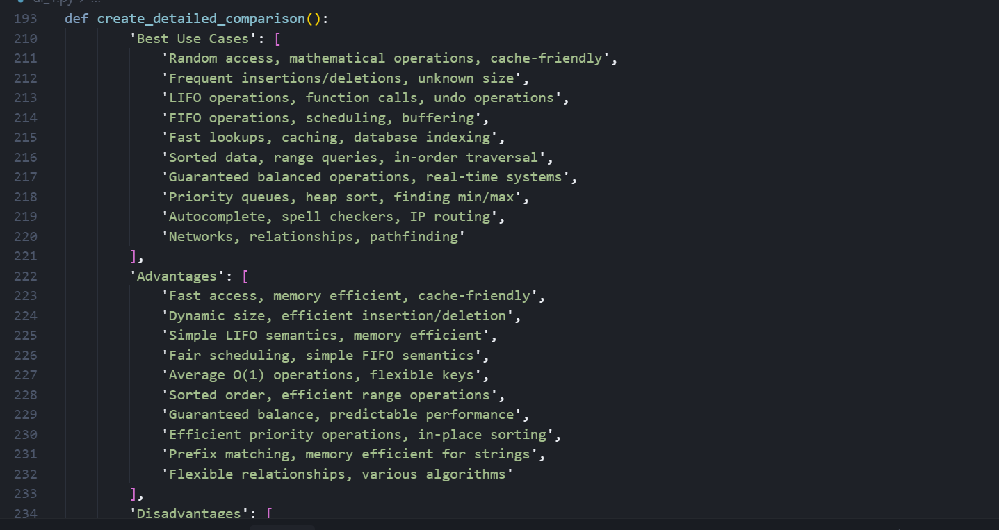 193 def create_detailed_comparison():
210 'Best Use Cases': [
211 'Random access, mathematical operations, cache-friendly',
212 'Frequent insertions/deletions, unknown size',
213 'LIFO operations, function calls, undo operations',
214 'FIFO operations, scheduling, buffering',
215 'Fast lookups, caching, database indexing',
216 'Sorted data, range queries, in-order traversal',
217 'Guaranteed balanced operations, real-time systems',
218 'Priority queues, heap sort, finding min/max',
219 'Autocomplete, spell checkers, IP routing',
220 'Networks, relationships, pathfinding'
221 ],
222 'Advantages': [
223 'Fast access, memory efficient, cache-friendly',
224 'Dynamic size, efficient insertion/deletion',
225 'Simple LIFO semantics, memory efficient',
226 'Fair scheduling, simple FIFO semantics',
227 'Average O(1) operations, flexible keys',
228 'Sorted order, efficient range operations',
229 'Guaranteed balance, predictable performance',
230 'Efficient priority operations, in-place sorting',
231 'Prefix matching, memory efficient for strings',
232 'Flexible relationships, various algorithms'
233 ],
234 'Disadvantages': [